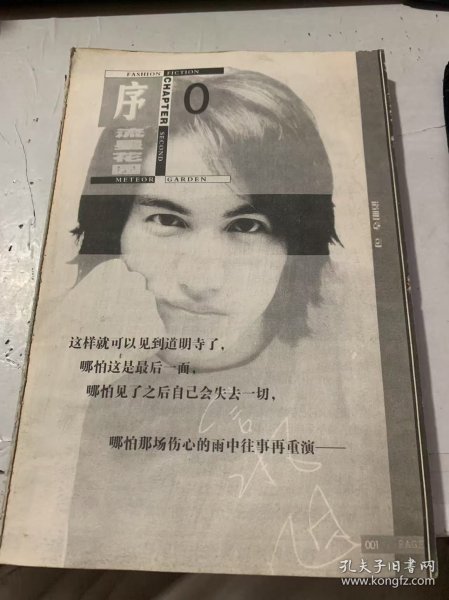 FASHION FICTION
序
CHAPTER
0
SECOND
流星花园
METEOR GARDEN
这样就可以见到道明寺了，
哪怕这是最后一面，
哪怕见了之后自己会失去一切，
哪怕那场伤心的雨中往事再重演——
001
PAGE
孔夫子旧书网
www.kongfz.com